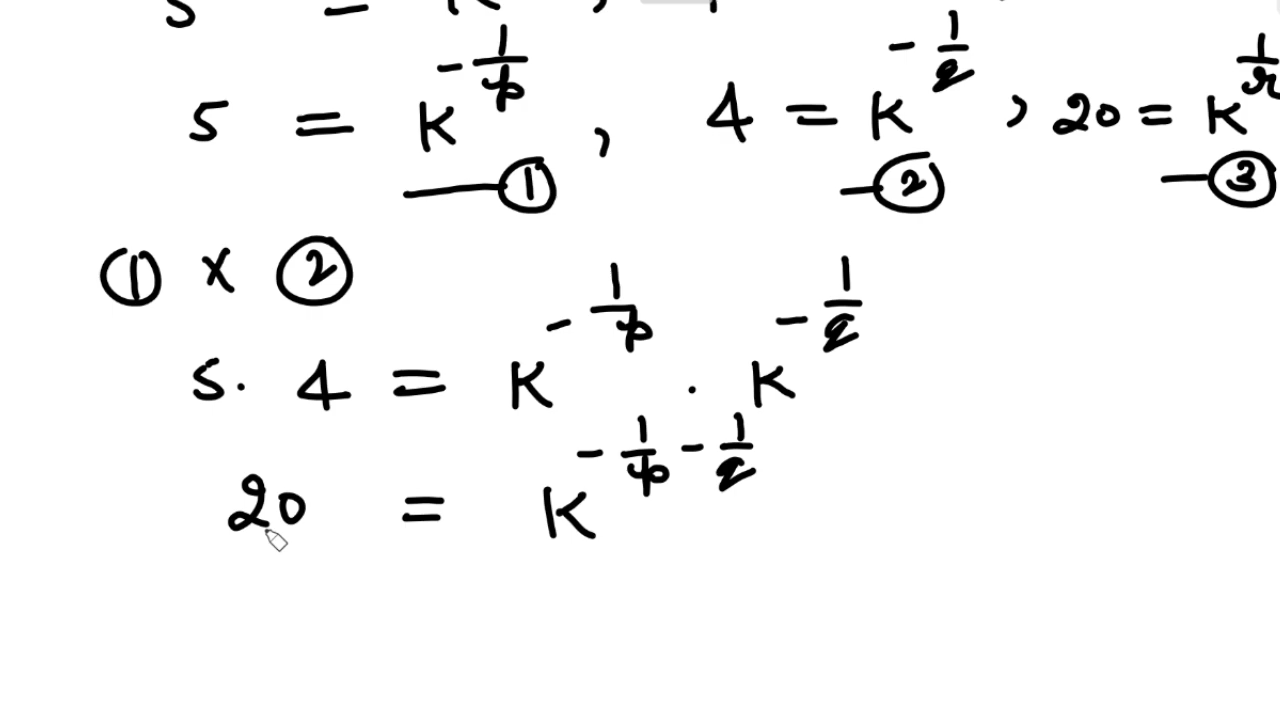 5 = K^{-1/p} , 4 = K^{-1/q} , 20 = K^{1/r}
—① —② —③
① × ②
5 · 4 = K^{-1/p} · K^{-1/q}
20 = K^{-1/p - 1/q}